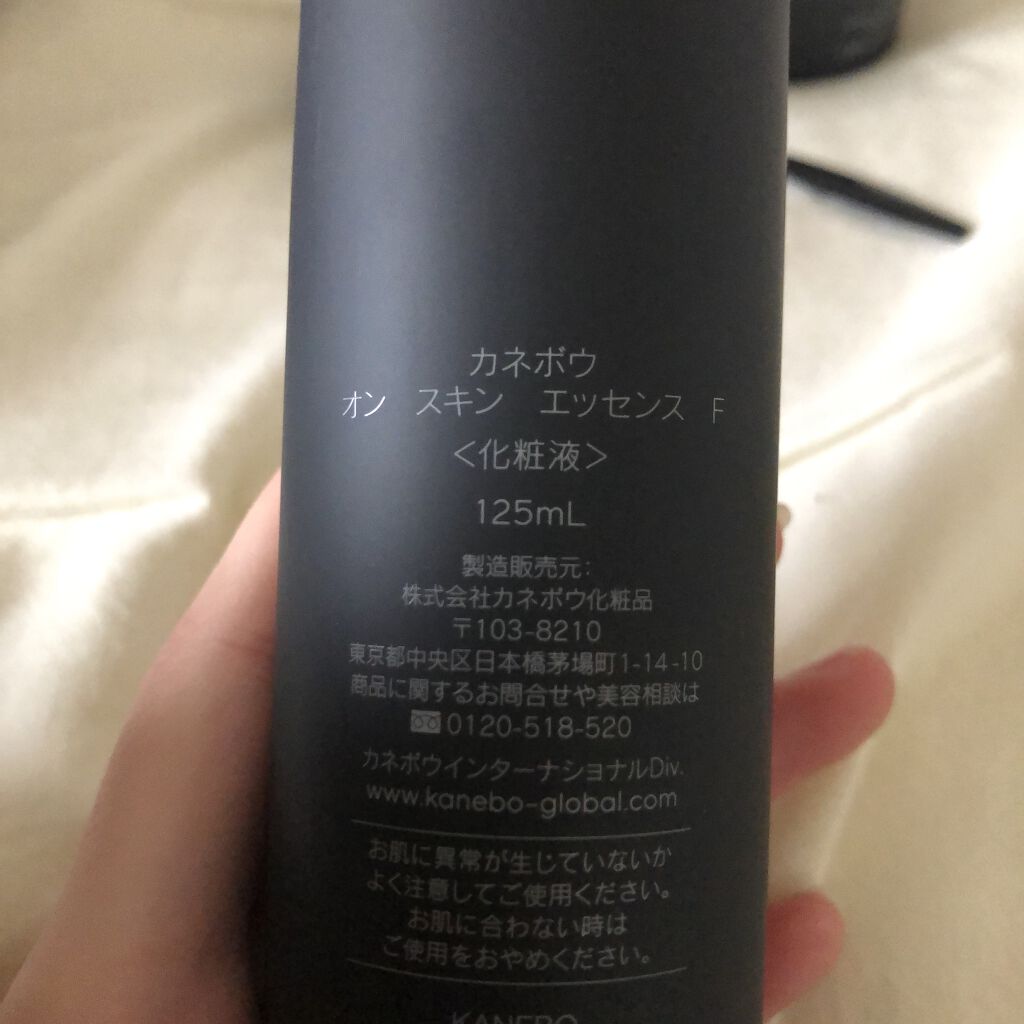 カネボウ
オン　スキン　エッセンス　F
<化粧液>
125mL
製造販売元:
株式会社カネボウ化粧品
〒103-8210
東京都中央区日本橋茅場町1-14-10
商品に関するお問合せや美容相談は
0120-518-520
カネボウインターナショナルDiv.
www.kanebo-global.com
お肌に異常が生じていないか
よく注意してご使用ください。
お肌に合わない時は
ご使用をおやめください。
KANEBO